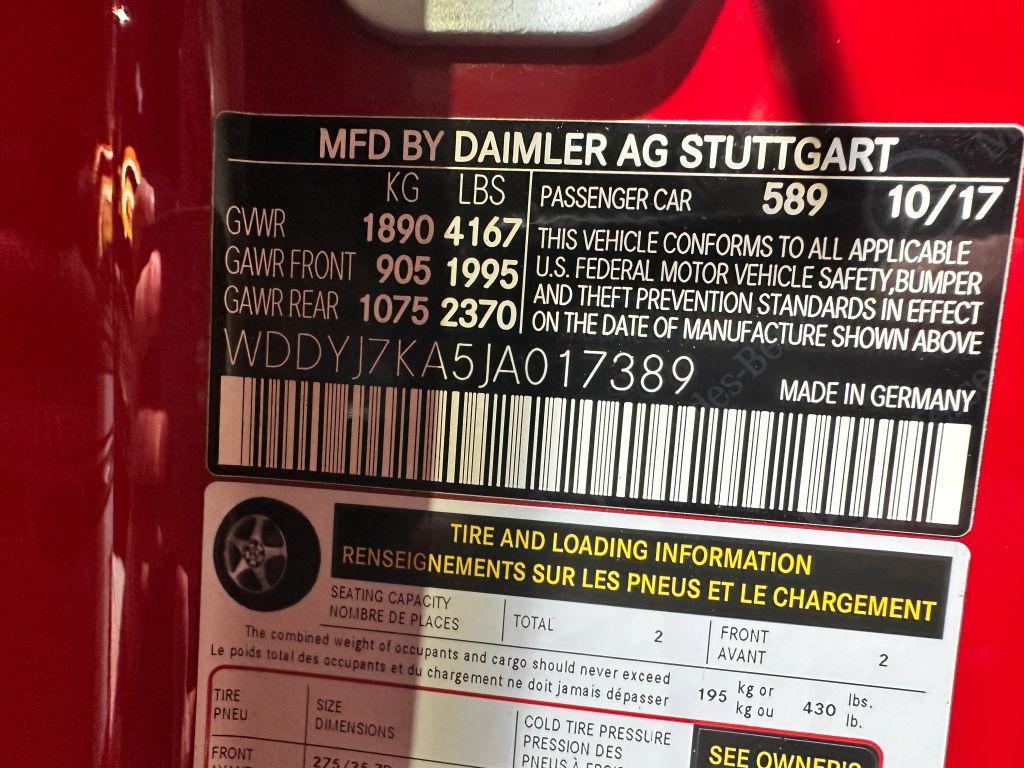 MFD BY DAIMLER AG STUTTGART
KG LBS
GVWR 1890 4167
GAWR FRONT 905 1995
GAWR REAR 1075 2370
PASSENGER CAR 589 10/17
THIS VEHICLE CONFORMS TO ALL APPLICABLE
U.S. FEDERAL MOTOR VEHICLE SAFETY,BUMPER
AND THEFT PREVENTION STANDARDS IN EFFECT
ON THE DATE OF MANUFACTURE SHOWN ABOVE
WDDYJ7KA5JA017389
MADE IN GERMANY
TIRE AND LOADING INFORMATION
RENSEIGNEMENTS SUR LES PNEUS ET LE CHARGEMENT
SEATING CAPACITY
NOMBRE DE PLACES
TOTAL 2
FRONT
AVANT
2
The combined weight of occupants and cargo should never exceed
Le poids total des occupants et du chargement ne doit jamais dépasser
195 kg or
kg ou
430 lbs.
lb.
TIRE
PNEU
SIZE
DIMENSIONS
COLD TIRE PRESSURE
PRESSION DES
PNEUS À
SEE OWNER'S
FRONT
275/35